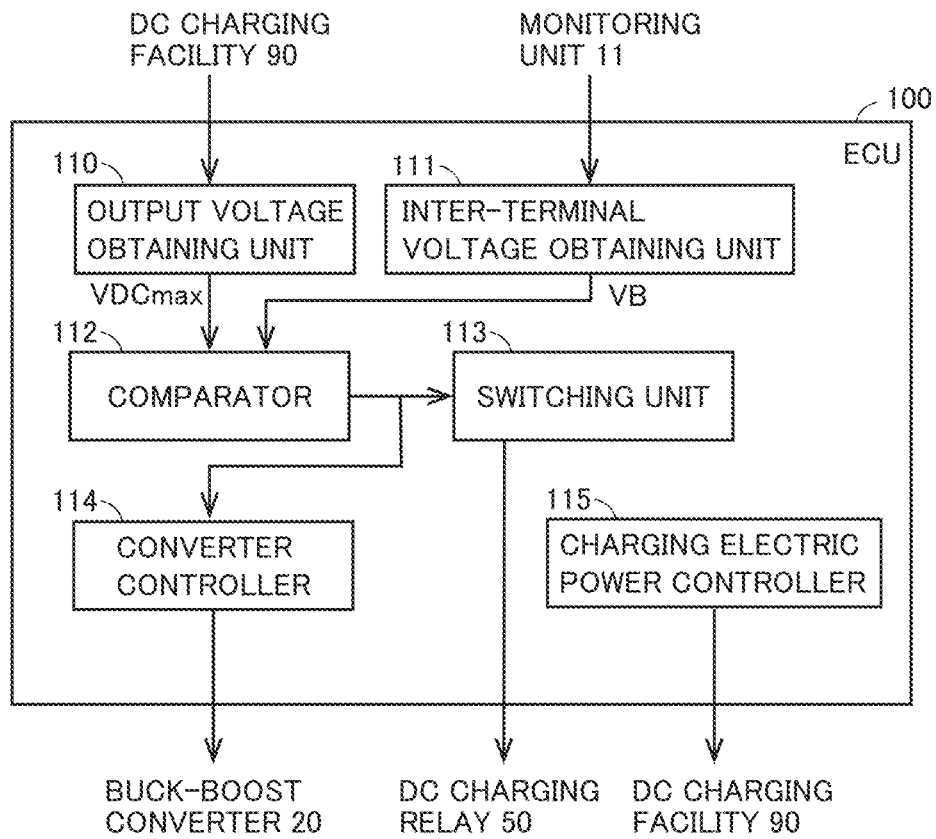 DC CHARGING
FACILITY 90
MONITORING
UNIT 11
100
ECU
110
OUTPUT VOLTAGE
OBTAINING UNIT
111
INTER-TERMINAL
VOLTAGE OBTAINING UNIT
VDCmax
VB
112
COMPARATOR
113
SWITCHING UNIT
114
CONVERTER
CONTROLLER
115
CHARGING ELECTRIC
POWER CONTROLLER
BUCK-BOOST
CONVERTER 20
DC CHARGING
RELAY 50
DC CHARGING
FACILITY 90